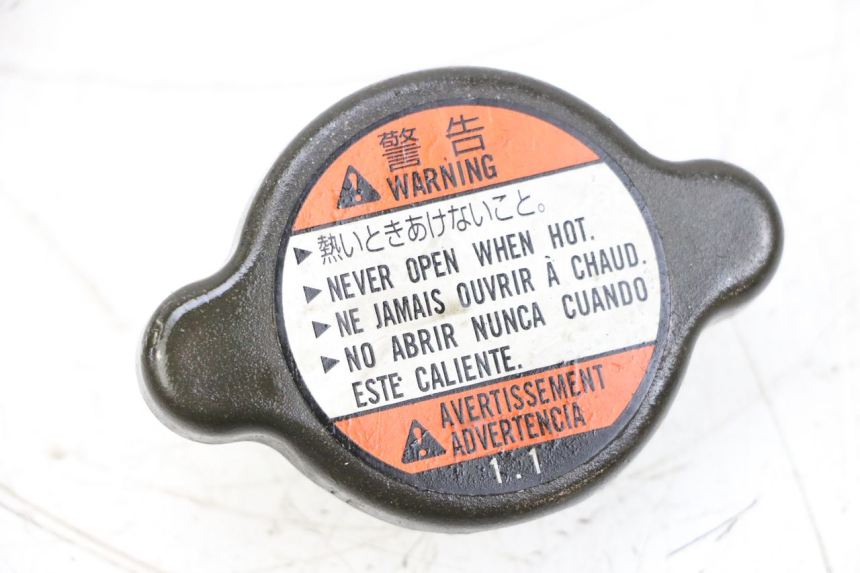 警告
WARNING
熱いときあけないこと。
NEVER OPEN WHEN HOT.
NE JAMAIS OUVRIR À CHAUD.
NO ABRIR NUNCA CUANDO
ESTE CALIENTE.
AVERTISSEMENT
ADVERTENCIA
1.1